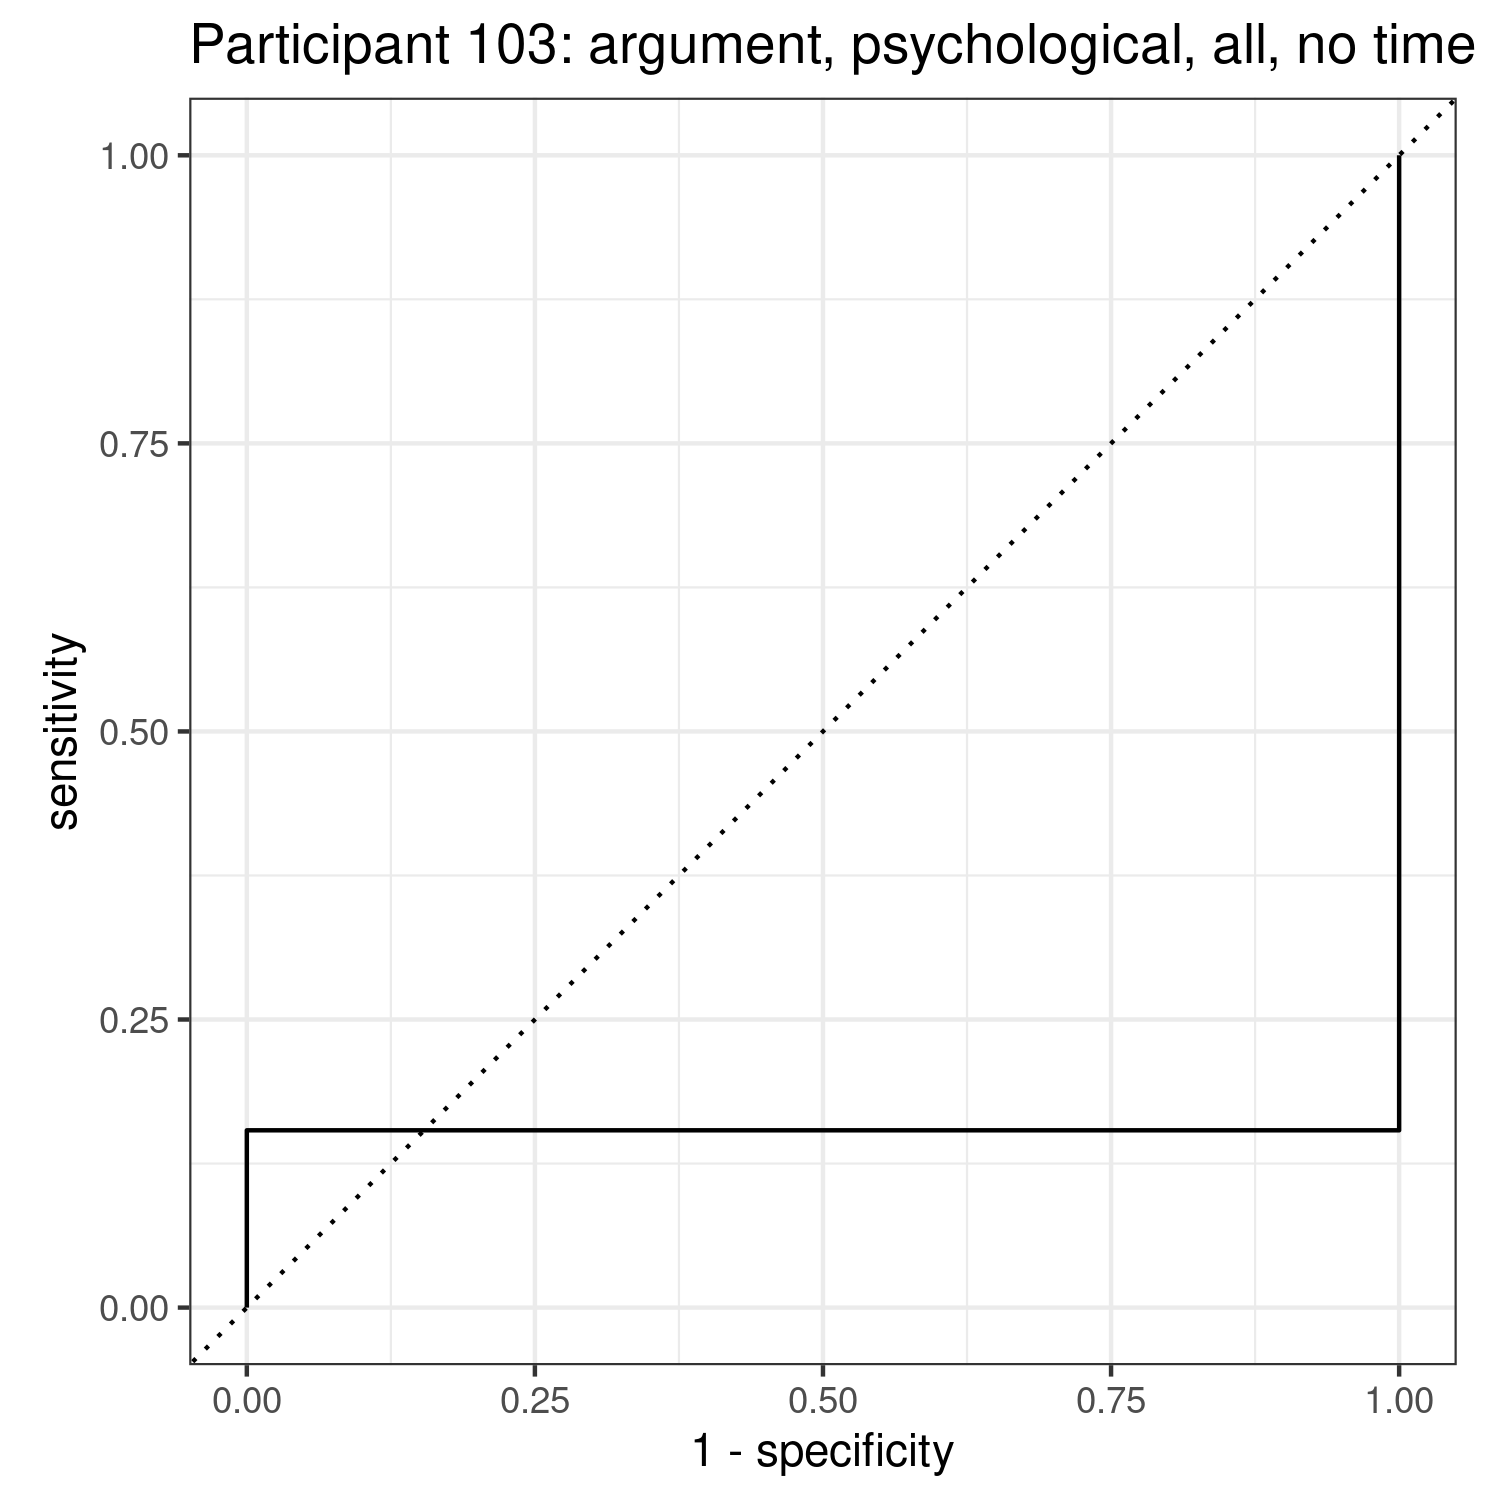 Participant 103: argument, psychological, all, no time
1.00
0.75
0.50
0.25
0.00
sensitivity
0.00 0.25 0.50 0.75 1.00
1 - specificity